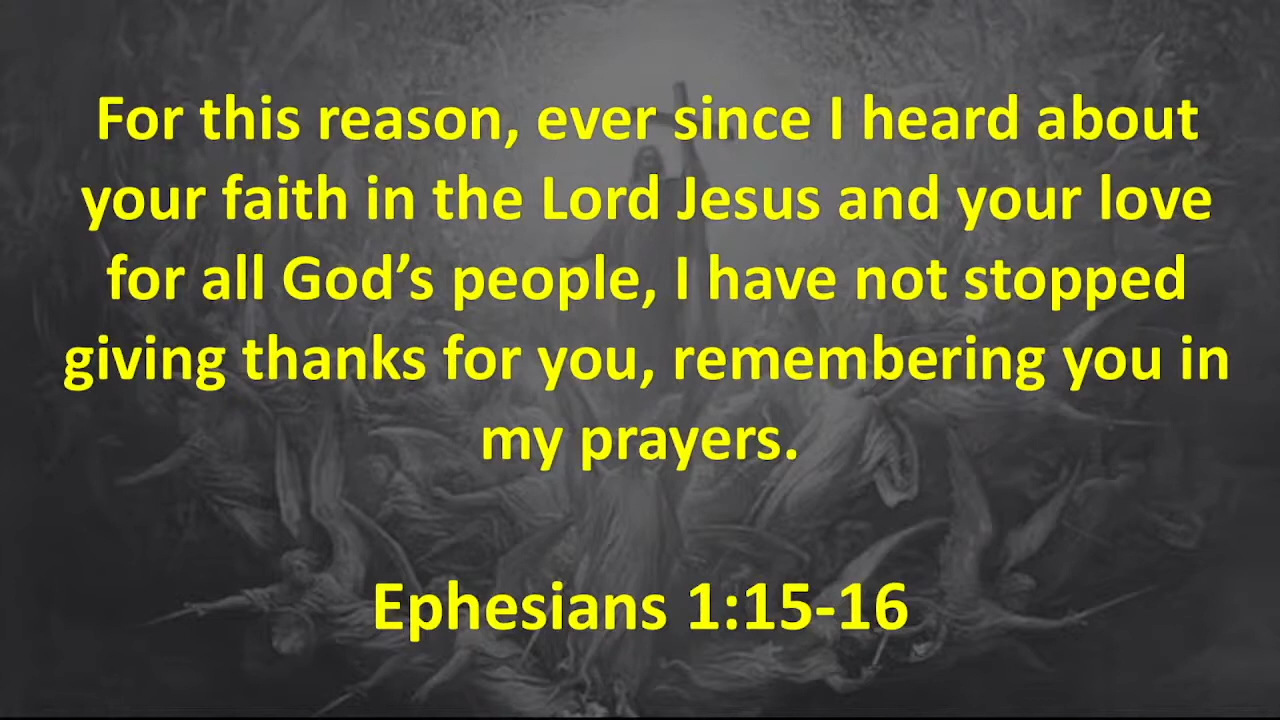 For this reason, ever since I heard about
your faith in the Lord Jesus and your love
for all God’s people, I have not stopped
giving thanks for you, remembering you in
my prayers.
Ephesians 1:15-16